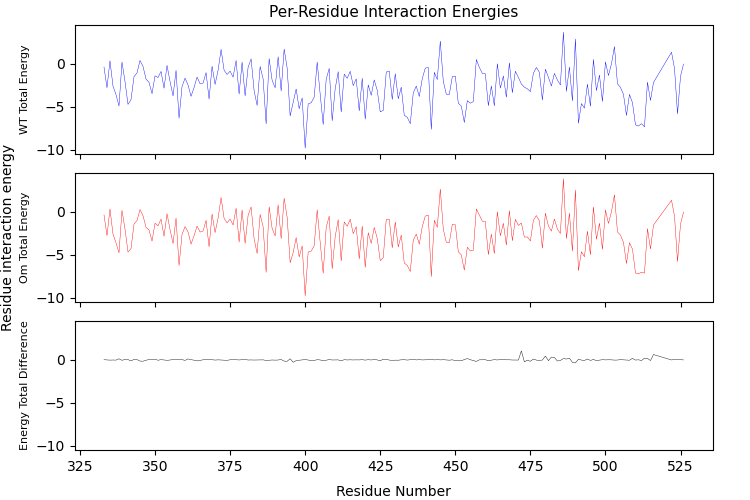 Per-Residue Interaction Energies
Residue interaction energy
WT Total Energy
0
−5
−10
Om Total Energy
0
−5
−10
Energy Total Difference
0
−5
−10
325 350 375 400 425 450 475 500 525
Residue Number